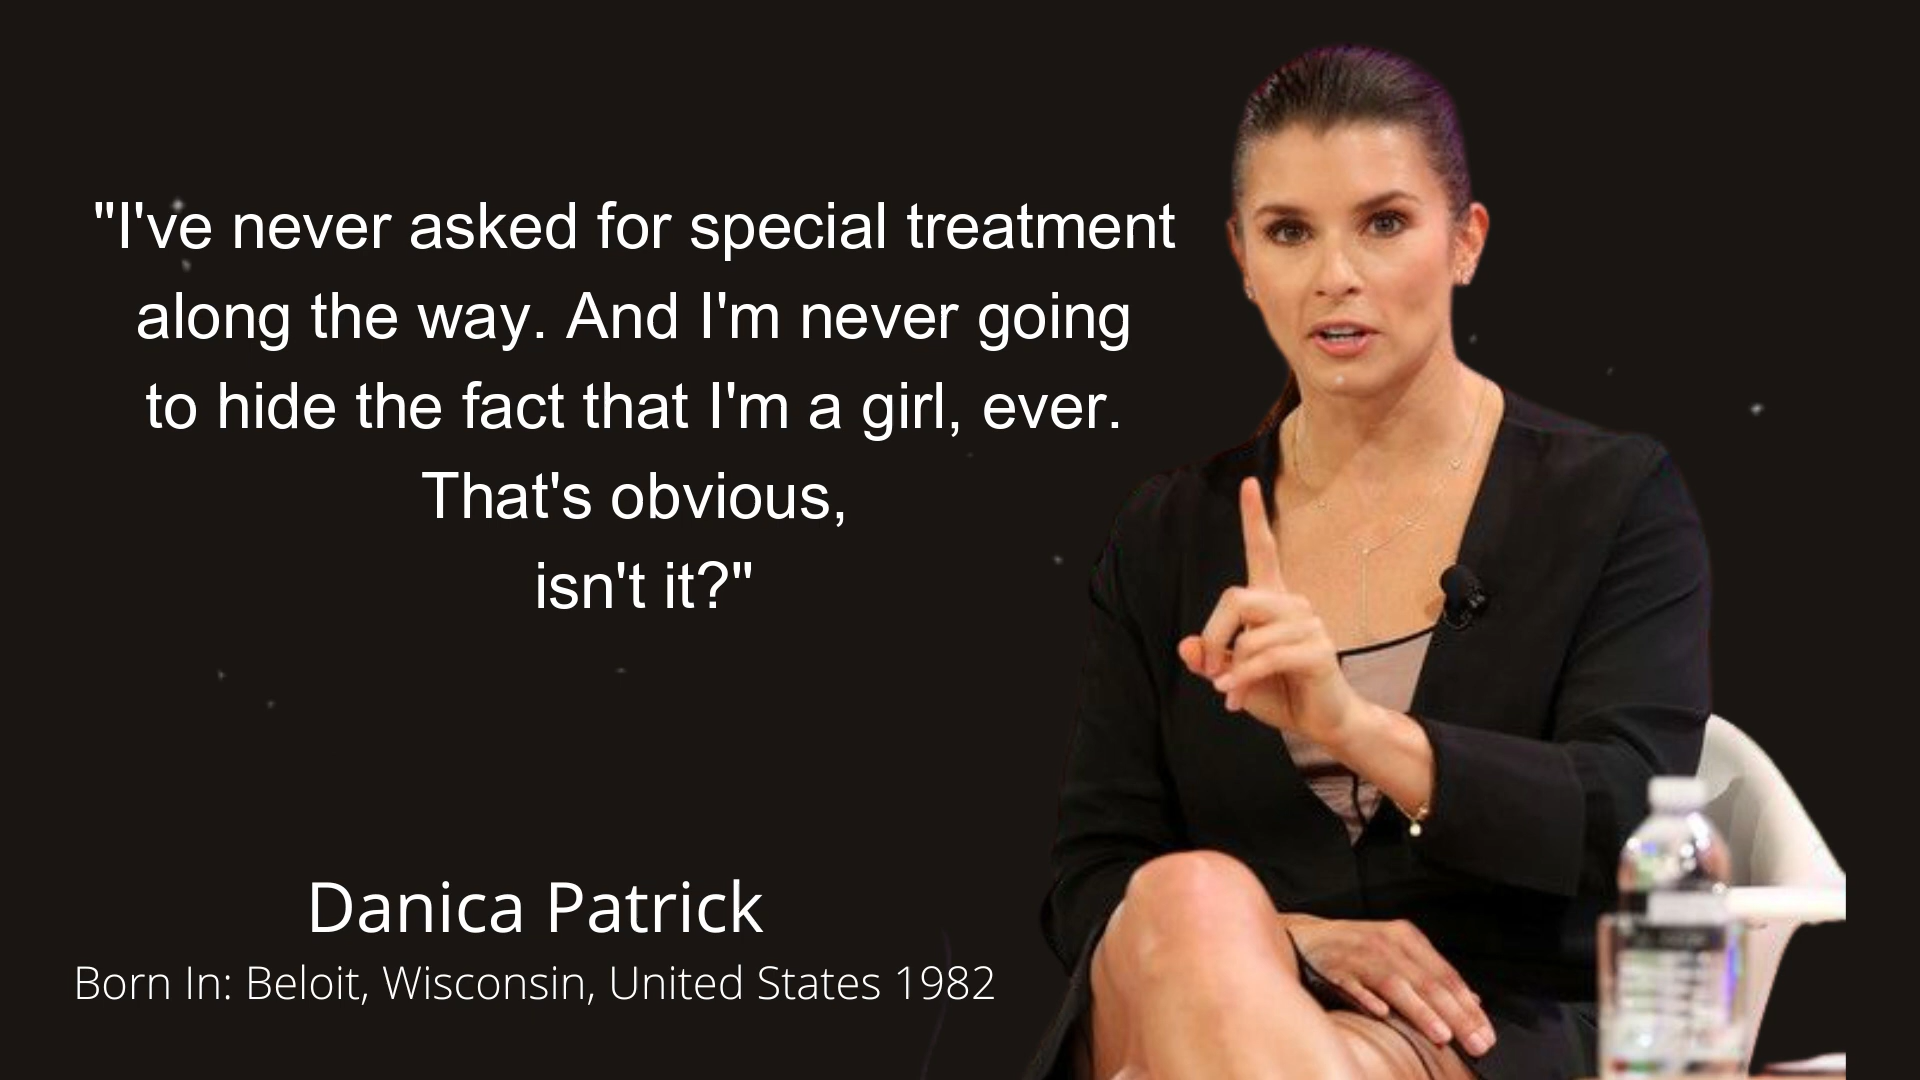 "I've never asked for special treatment
along the way. And I'm never going
to hide the fact that I'm a girl, ever.
That's obvious,
isn't it?"
Danica Patrick
Born In: Beloit, Wisconsin, United States 1982